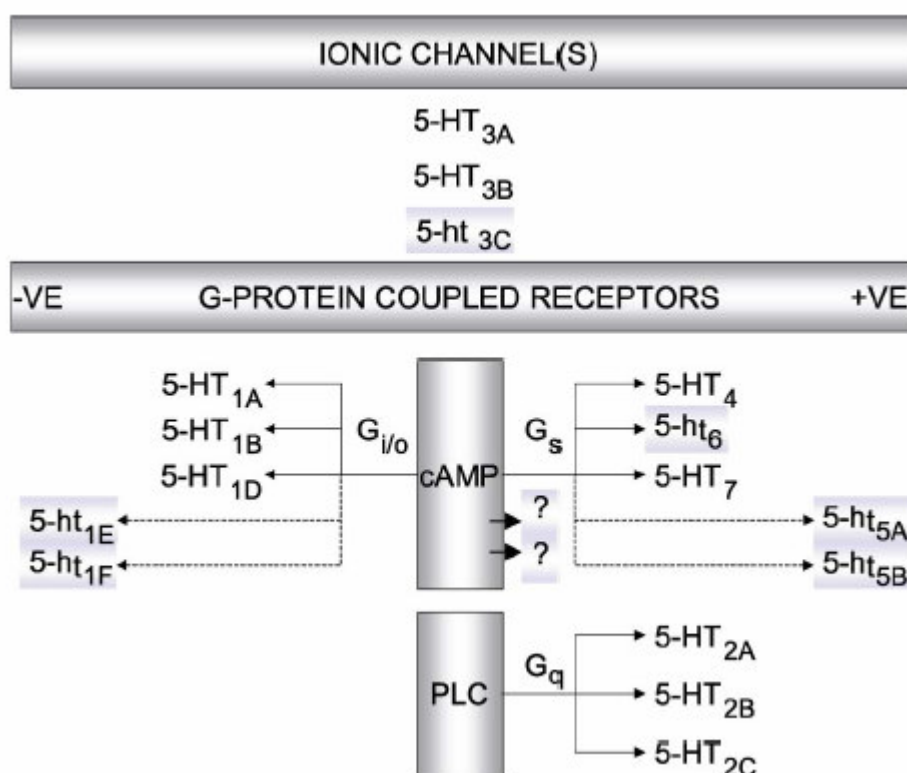 IONIC CHANNEL(S)
5-HT3A
5-HT3B
5-ht 3C
-VE G-PROTEIN COUPLED RECEPTORS +VE
5-HT1A Gi/o cAMP Gs 5-HT4
5-HT1B 5-ht6
5-HT1D 5-HT7
5-ht1E ? 5-ht5A
5-ht1F ? 5-ht5B
PLC Gq 5-HT2A
5-HT2B
5-HT2C